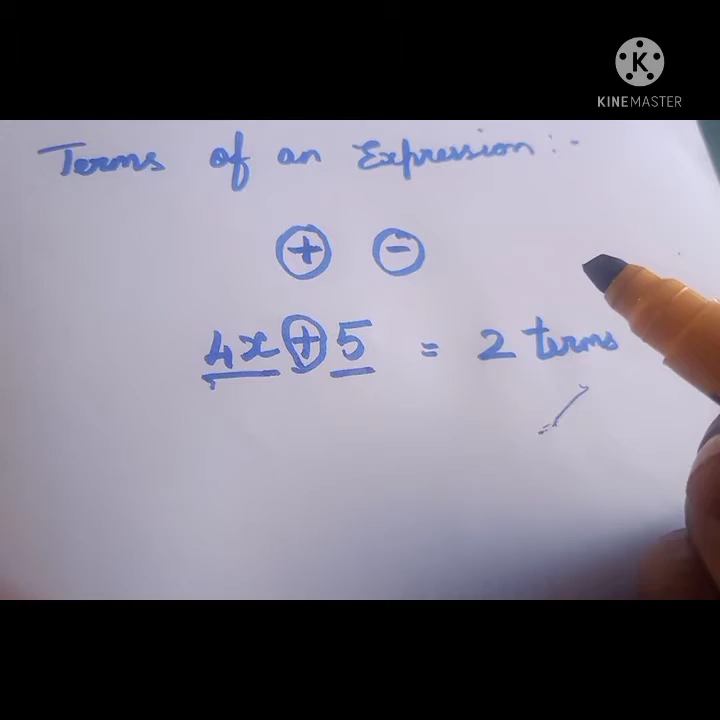 K
KINEMASTER
Terms of an Expression :-
+ -
4x + 5 = 2 terms